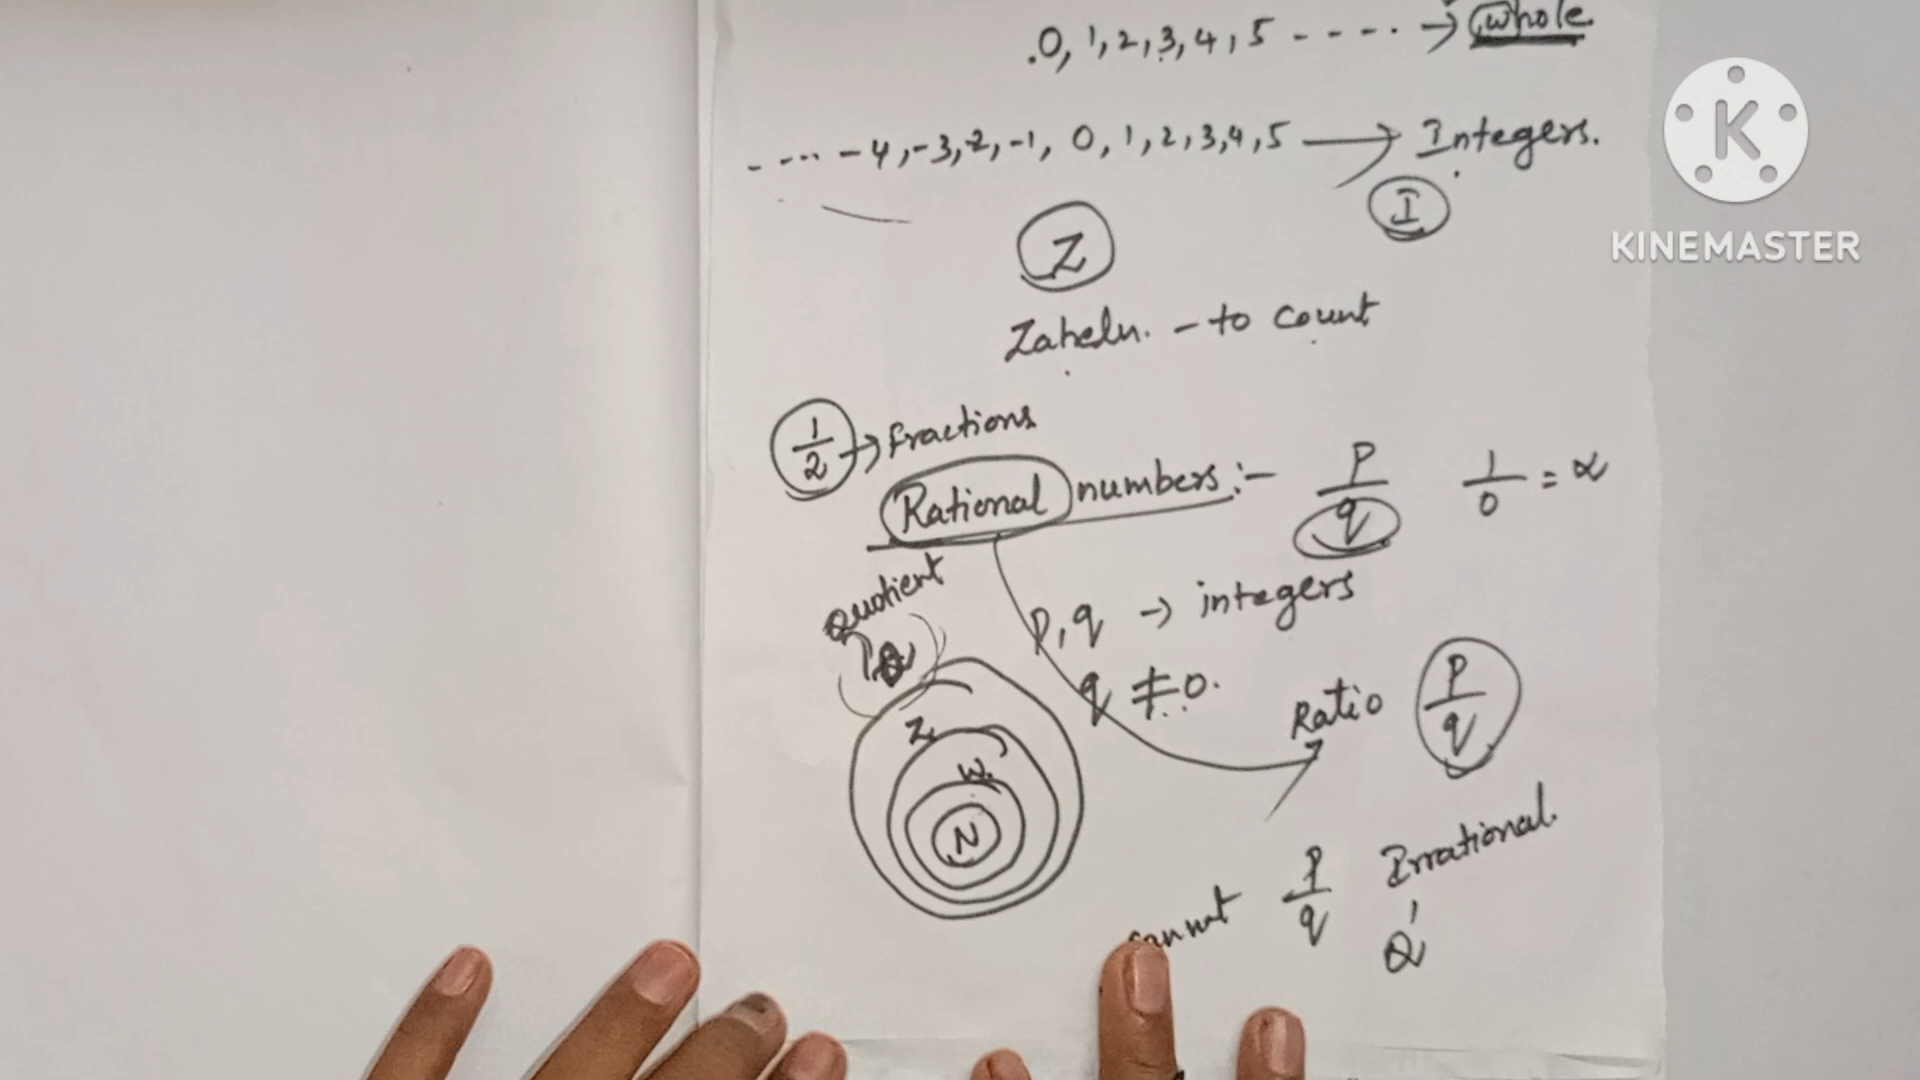 .0, 1, 2, 3, 4, 5 - - - - . → whole
- ---- -4, -3, -2, -1, 0, 1, 2, 3, 4, 5 → Integers.
I
Z
Zaheln. - to count
1/2 → fractions
Rational numbers :- P/q 1/0 = α
Quotient
Q
p, q → integers
q ≠ 0.
Ratio P/q
Z
W.
N
cannot P/q Irrational.
Q'
K
KINEMASTER